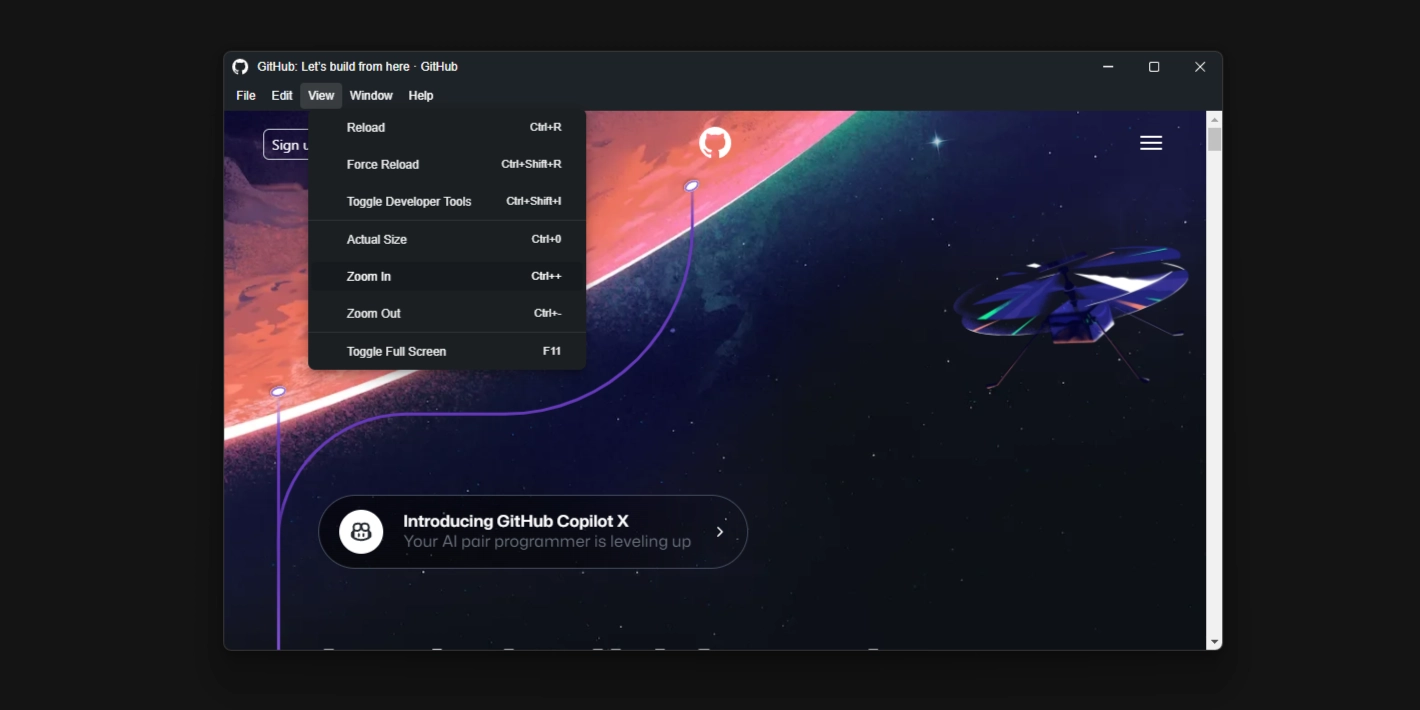 GitHub: Let's build from here · GitHub
File Edit View Window Help
Sign u
Reload Ctrl+R
Force Reload Ctrl+Shift+R
Toggle Developer Tools Ctrl+Shift+I
Actual Size Ctrl+0
Zoom In Ctrl++
Zoom Out Ctrl+-
Toggle Full Screen F11
Introducing GitHub Copilot X
Your AI pair programmer is leveling up